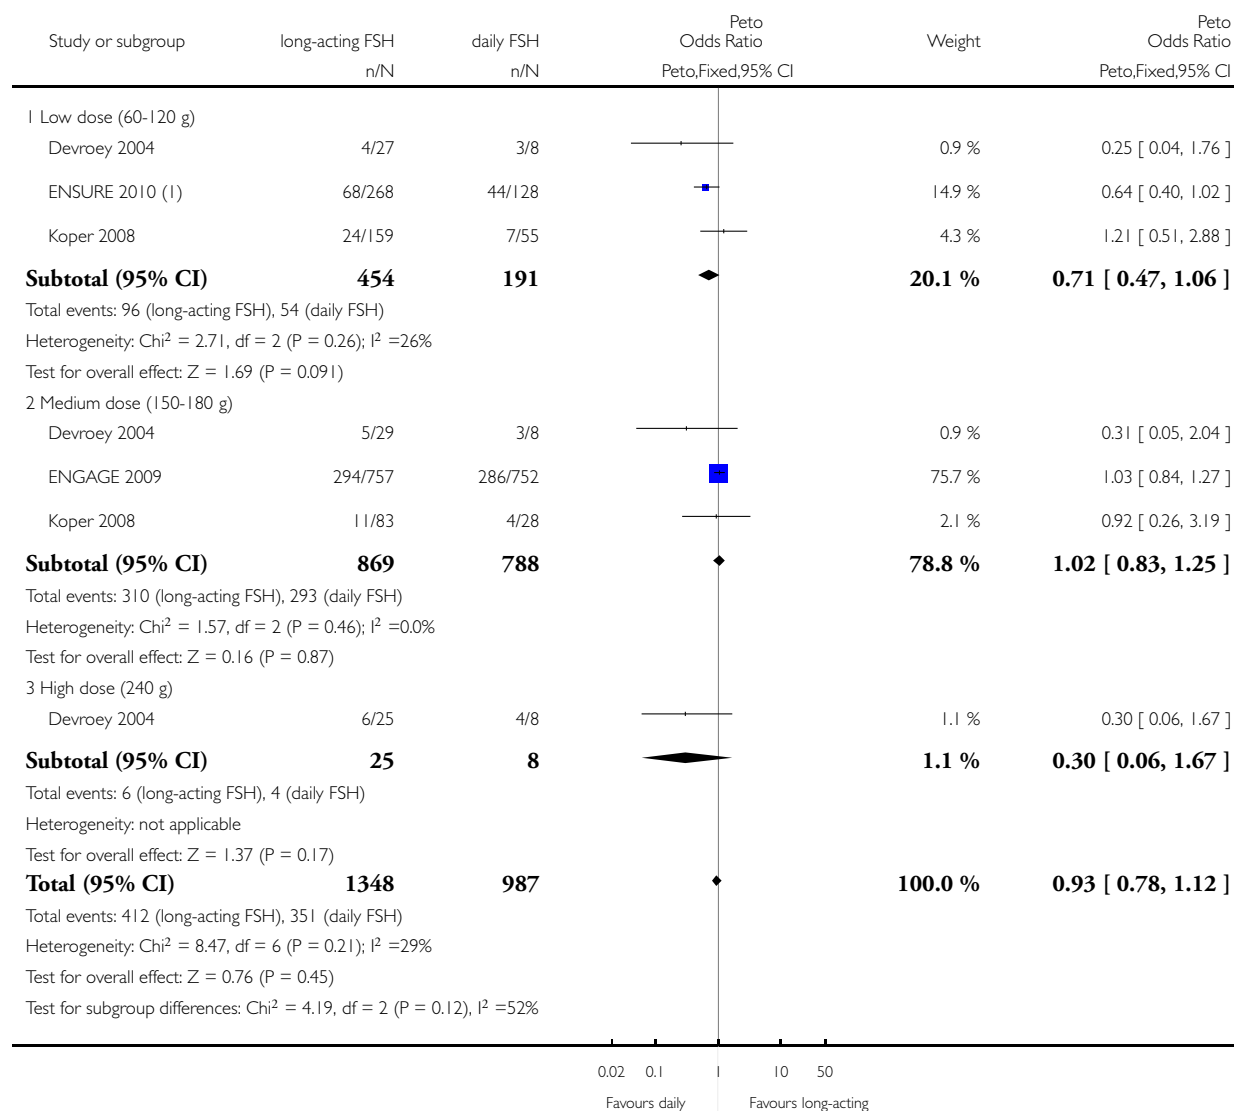 Study or subgroup long-acting FSH daily FSH Peto Odds Ratio Weight Peto Odds Ratio
n/N n/N Peto,Fixed,95% CI Peto,Fixed,95% CI
1 Low dose (60-120 g)
Devroey 2004 4/27 3/8 0.9 % 0.25 [ 0.04, 1.76 ]
ENSURE 2010 (1) 68/268 44/128 14.9 % 0.64 [ 0.40, 1.02 ]
Koper 2008 24/159 7/55 4.3 % 1.21 [ 0.51, 2.88 ]
Subtotal (95% CI) 454 191 20.1 % 0.71 [ 0.47, 1.06 ]
Total events: 96 (long-acting FSH), 54 (daily FSH)
Heterogeneity: Chi² = 2.71, df = 2 (P = 0.26); I² =26%
Test for overall effect: Z = 1.69 (P = 0.091)
2 Medium dose (150-180 g)
Devroey 2004 5/29 3/8 0.9 % 0.31 [ 0.05, 2.04 ]
ENGAGE 2009 294/757 286/752 75.7 % 1.03 [ 0.84, 1.27 ]
Koper 2008 11/83 4/28 2.1 % 0.92 [ 0.26, 3.19 ]
Subtotal (95% CI) 869 788 78.8 % 1.02 [ 0.83, 1.25 ]
Total events: 310 (long-acting FSH), 293 (daily FSH)
Heterogeneity: Chi² = 1.57, df = 2 (P = 0.46); I² =0.0%
Test for overall effect: Z = 0.16 (P = 0.87)
3 High dose (240 g)
Devroey 2004 6/25 4/8 1.1 % 0.30 [ 0.06, 1.67 ]
Subtotal (95% CI) 25 8 1.1 % 0.30 [ 0.06, 1.67 ]
Total events: 6 (long-acting FSH), 4 (daily FSH)
Heterogeneity: not applicable
Test for overall effect: Z = 1.37 (P = 0.17)
Total (95% CI) 1348 987 100.0 % 0.93 [ 0.78, 1.12 ]
Total events: 412 (long-acting FSH), 351 (daily FSH)
Heterogeneity: Chi² = 8.47, df = 6 (P = 0.21); I² =29%
Test for overall effect: Z = 0.76 (P = 0.45)
Test for subgroup differences: Chi² = 4.19, df = 2 (P = 0.12), I² =52%
0.02 0.1 1 10 50
Favours daily Favours long-acting